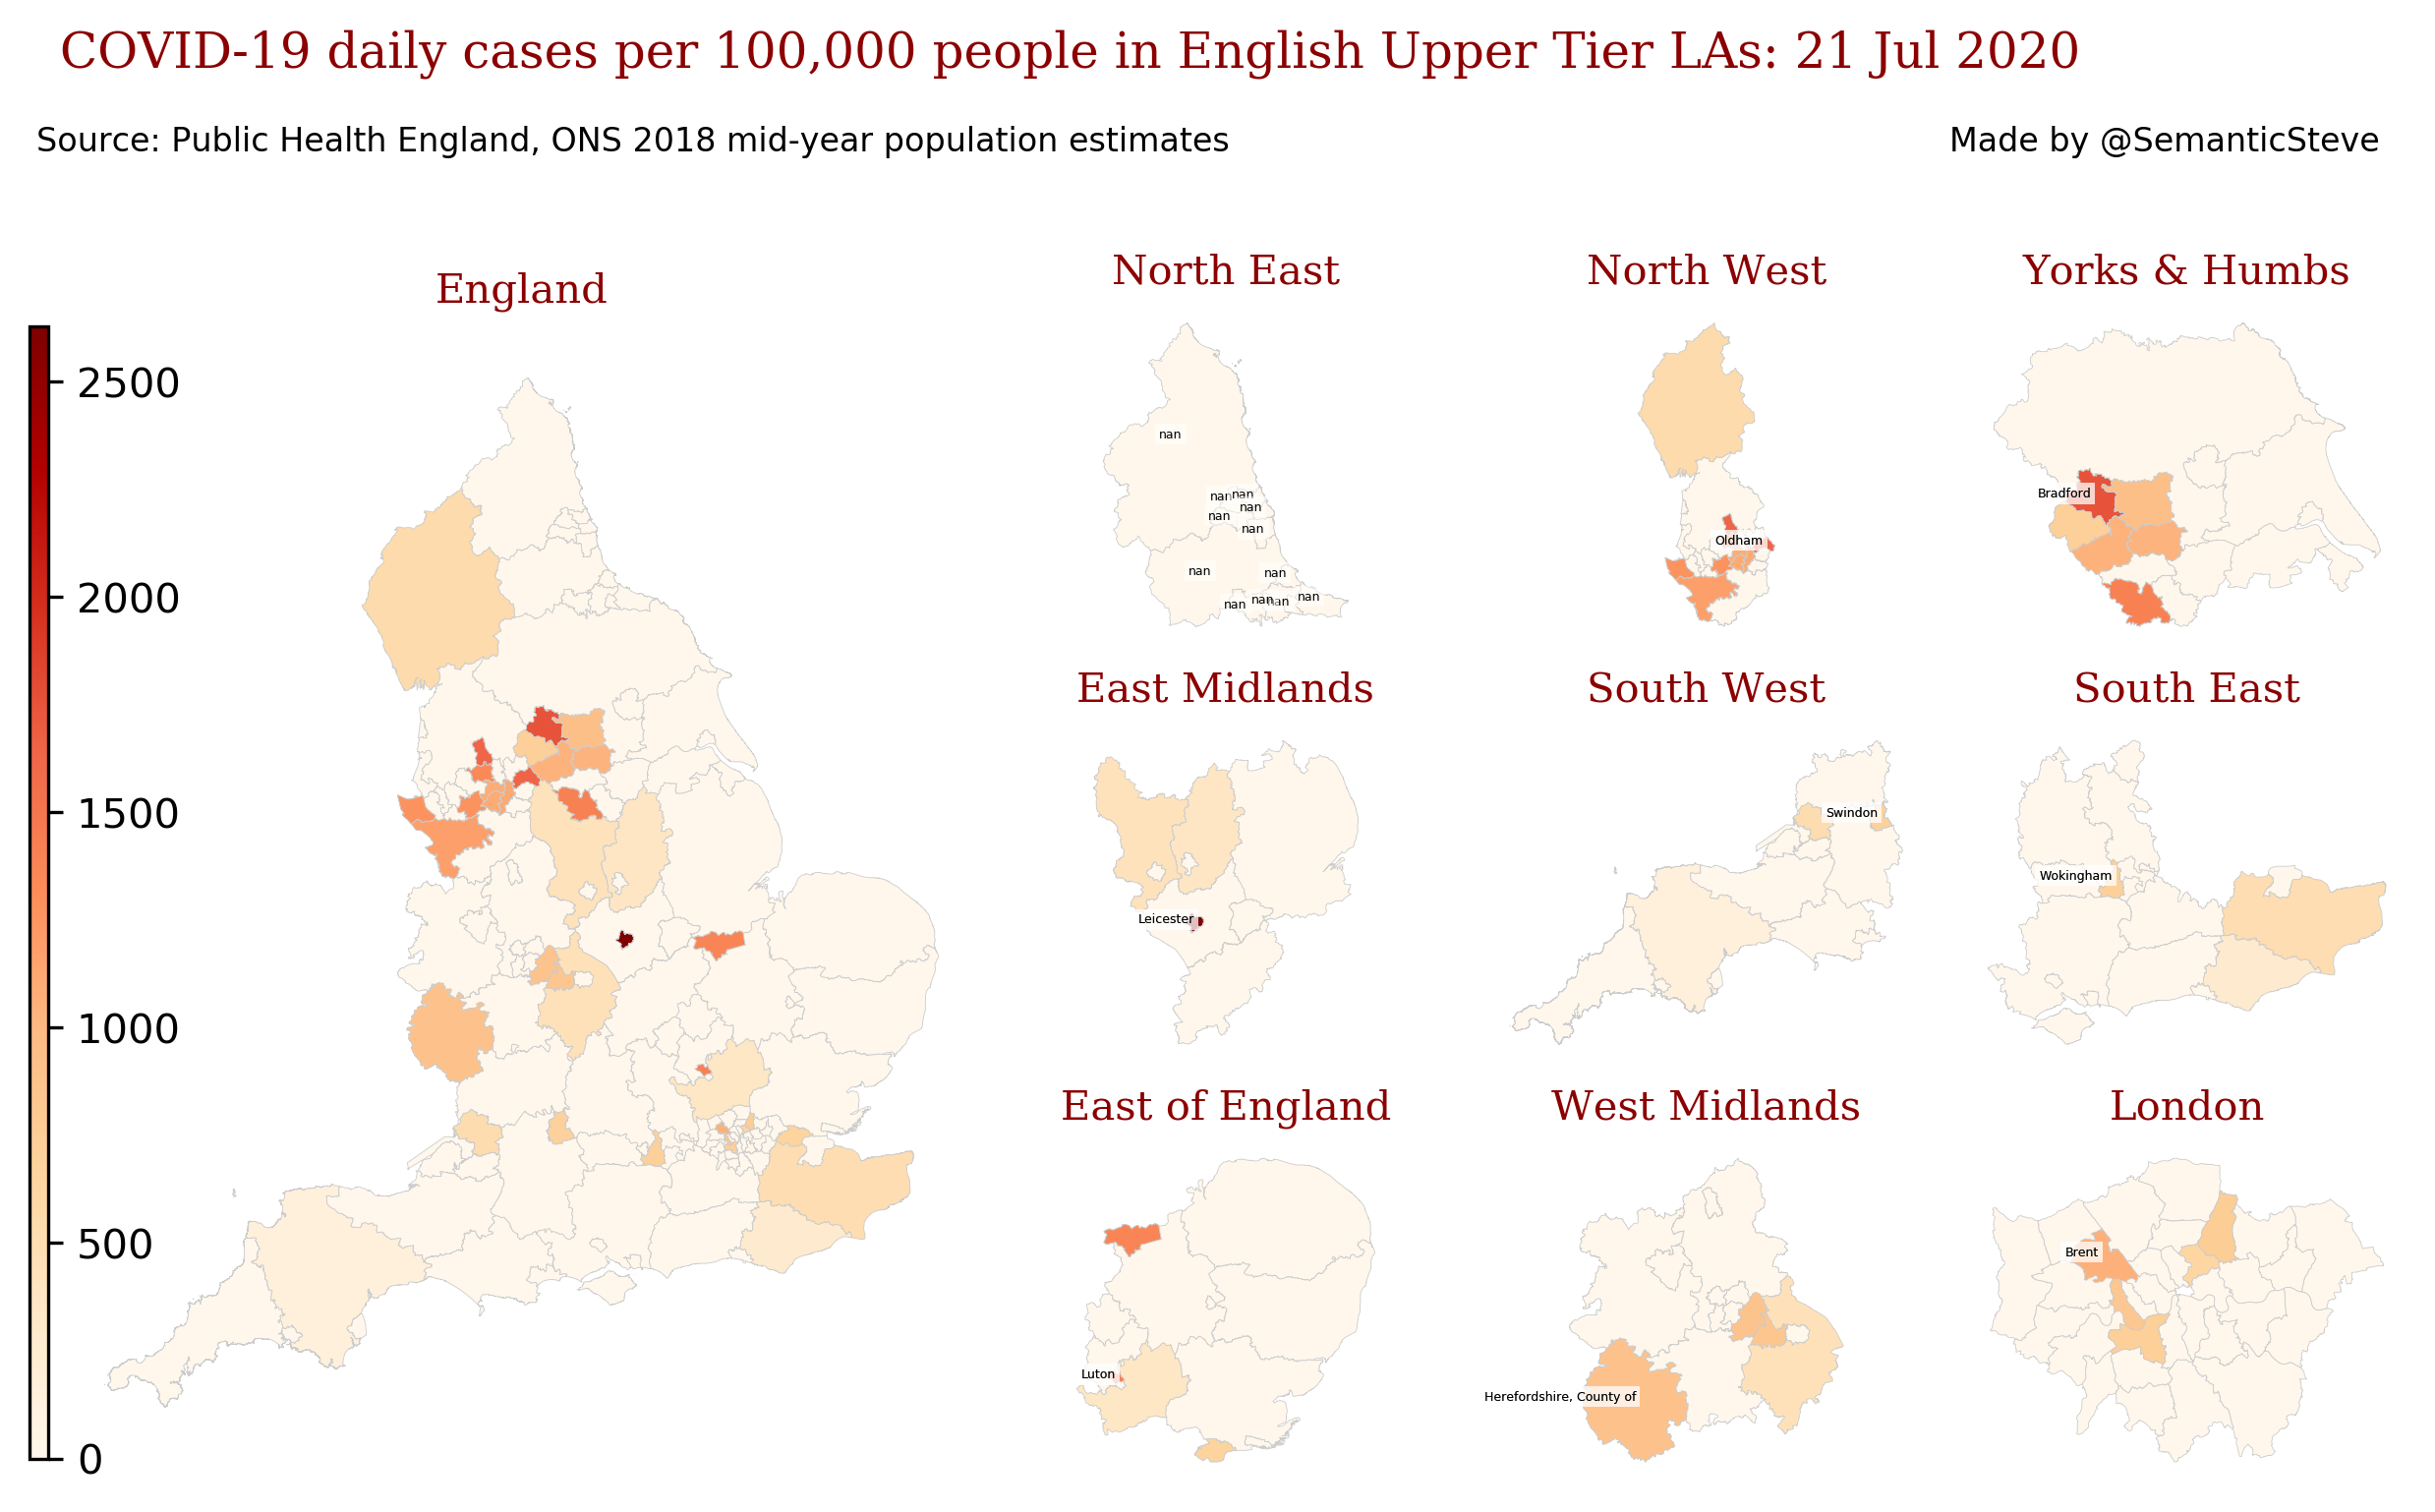 COVID-19 daily cases per 100,000 people in English Upper Tier LAs: 21 Jul 2020
Source: Public Health England, ONS 2018 mid-year population estimates
Made by @SemanticSteve
England
2500
2000
1500
1000
500
0
North East
nan
nan
nan
nan
nan
nan
nan
nan
nan
nan
nan
nan
North West
Oldham
Yorks & Humbs
Bradford
East Midlands
Leicester
South West
Swindon
South East
Wokingham
East of England
Luton
West Midlands
Herefordshire, County of
London
Brent